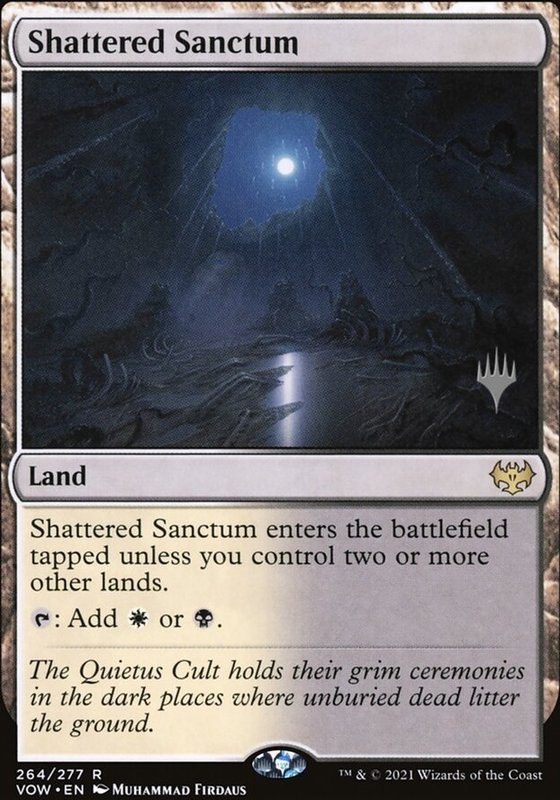 Shattered Sanctum
Land
Shattered Sanctum enters the battlefield
tapped unless you control two or more
other lands.
: Add or .
The Quietus Cult holds their grim ceremonies
in the dark places where unburied dead litter
the ground.
264/277 R
VOW • EN Muhammad Firdaus
™ & © 2021 Wizards of the Coast